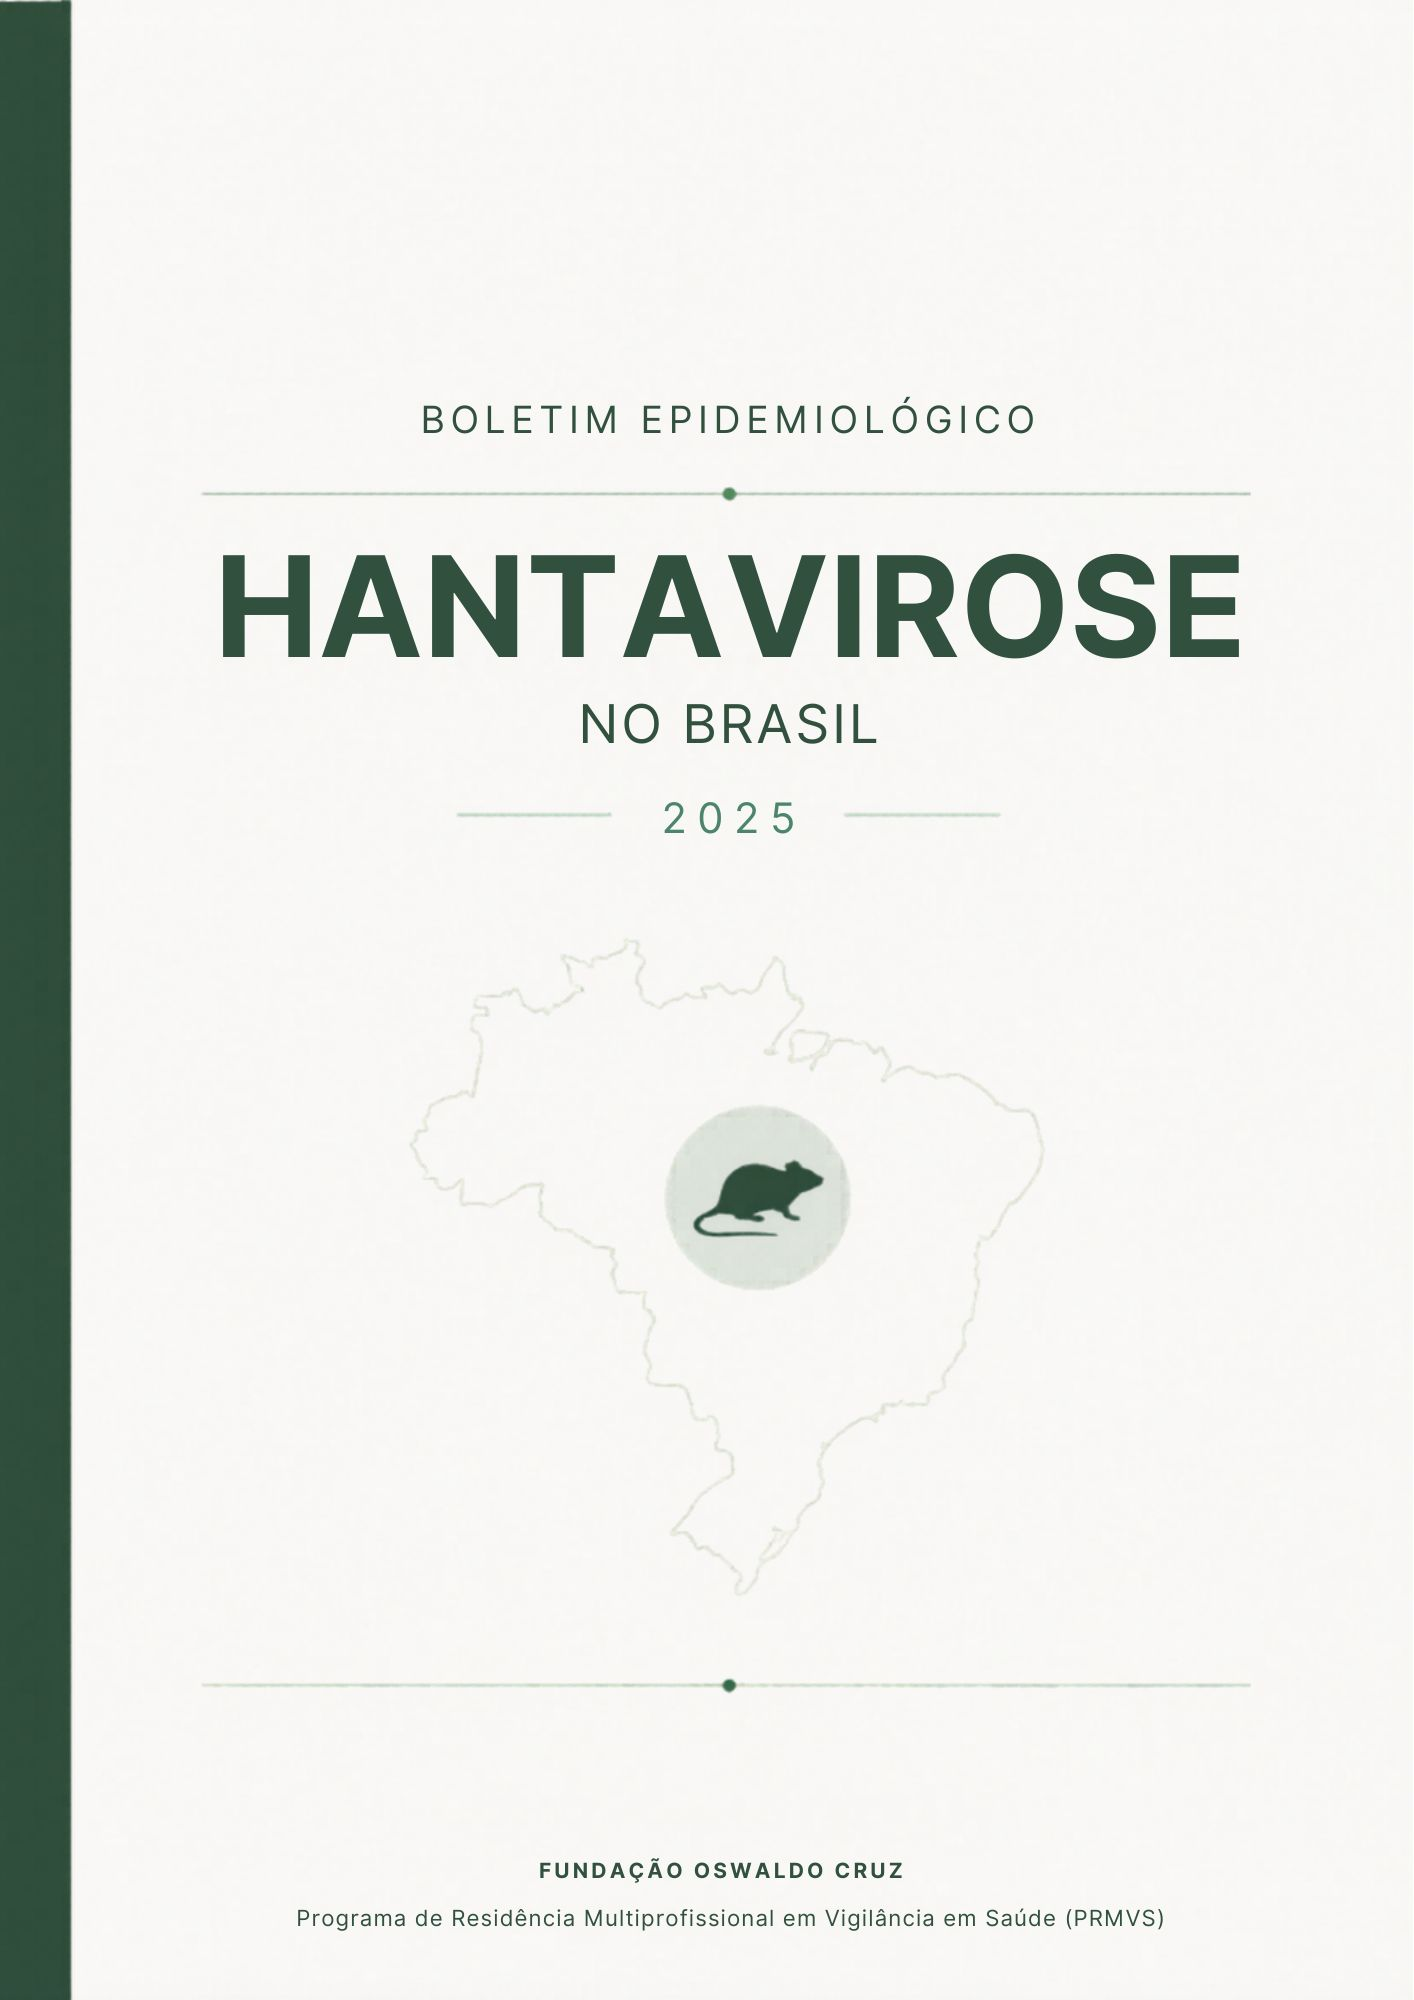 BOLETIM EPIDEMIOLÓGICO
HANTAVIROSE
NO BRASIL
2025
FUNDAÇÃO OSWALDO CRUZ
Programa de Residência Multiprofissional em Vigilância em Saúde (PRMVS)